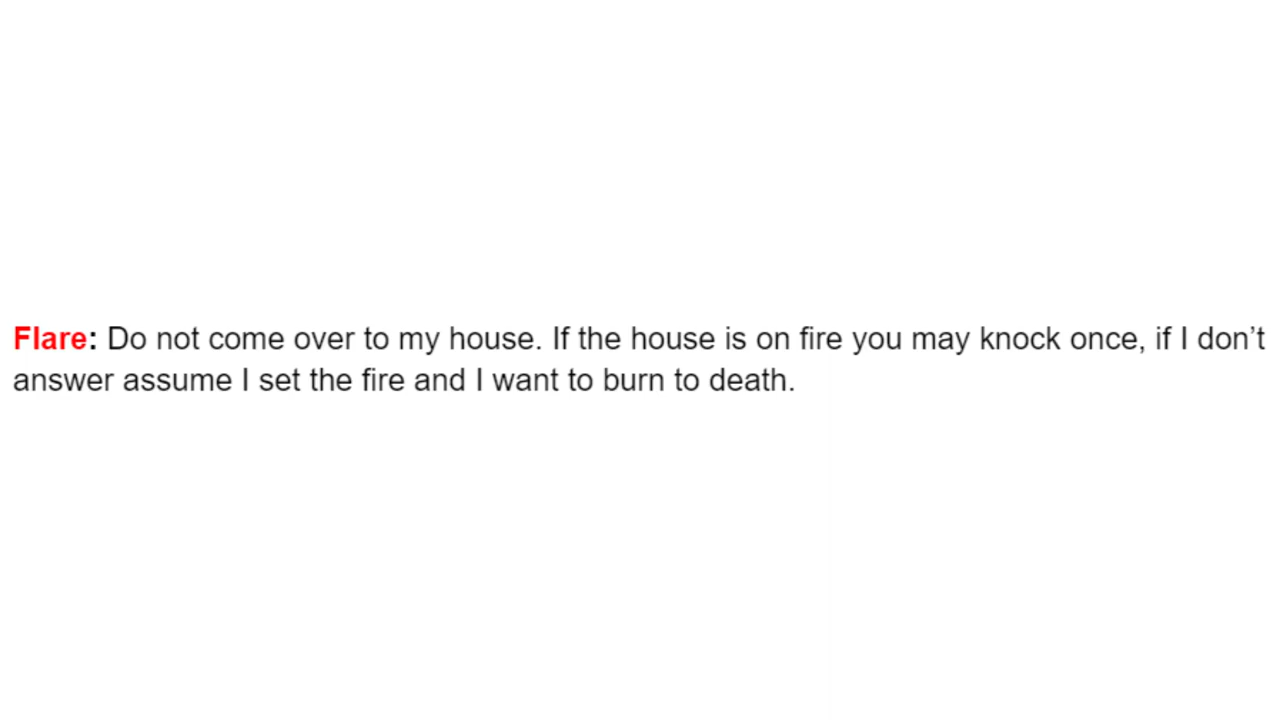 Flare: Do not come over to my house. If the house is on fire you may knock once, if I don’t
answer assume I set the fire and I want to burn to death.